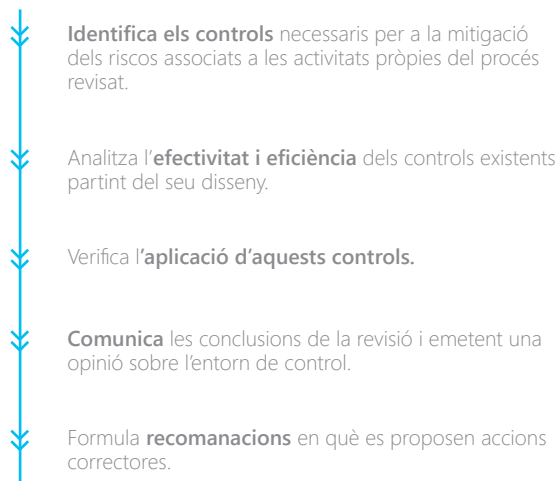 Identifica els controls necessaris per a la mitigació
dels riscos associats a les activitats pròpies del procés
revisat.
Analitza l'efectivitat i eficiència dels controls existents
partint del seu disseny.
Verifica l'aplicació d'aquests controls.
Comunica les conclusions de la revisió i emetent una
opinió sobre l'entorn de control.
Formula recomanacions en què es proposen accions
correctores.